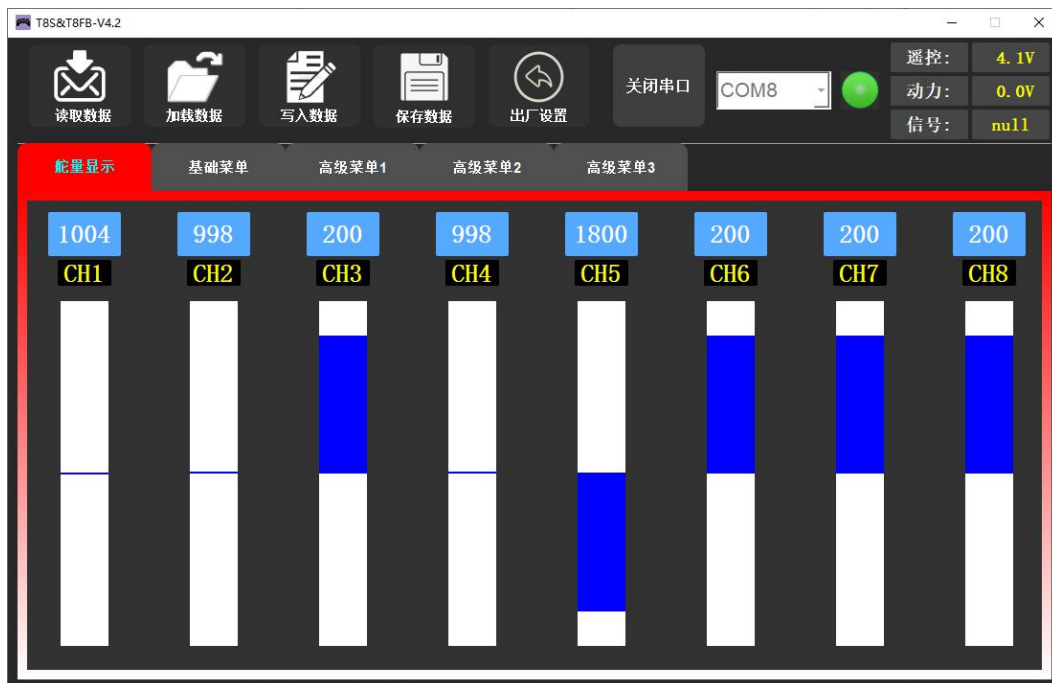 T8S&T8FB-V4.2
读取数据 加载数据 写入数据 保存数据 出厂设置 关闭串口 COM8
遥控: 4.1V
动力: 0.0V
信号: null
舵量显示 基础菜单 高级菜单1 高级菜单2 高级菜单3
1004 998 200 998 1800 200 200 200
CH1 CH2 CH3 CH4 CH5 CH6 CH7 CH8